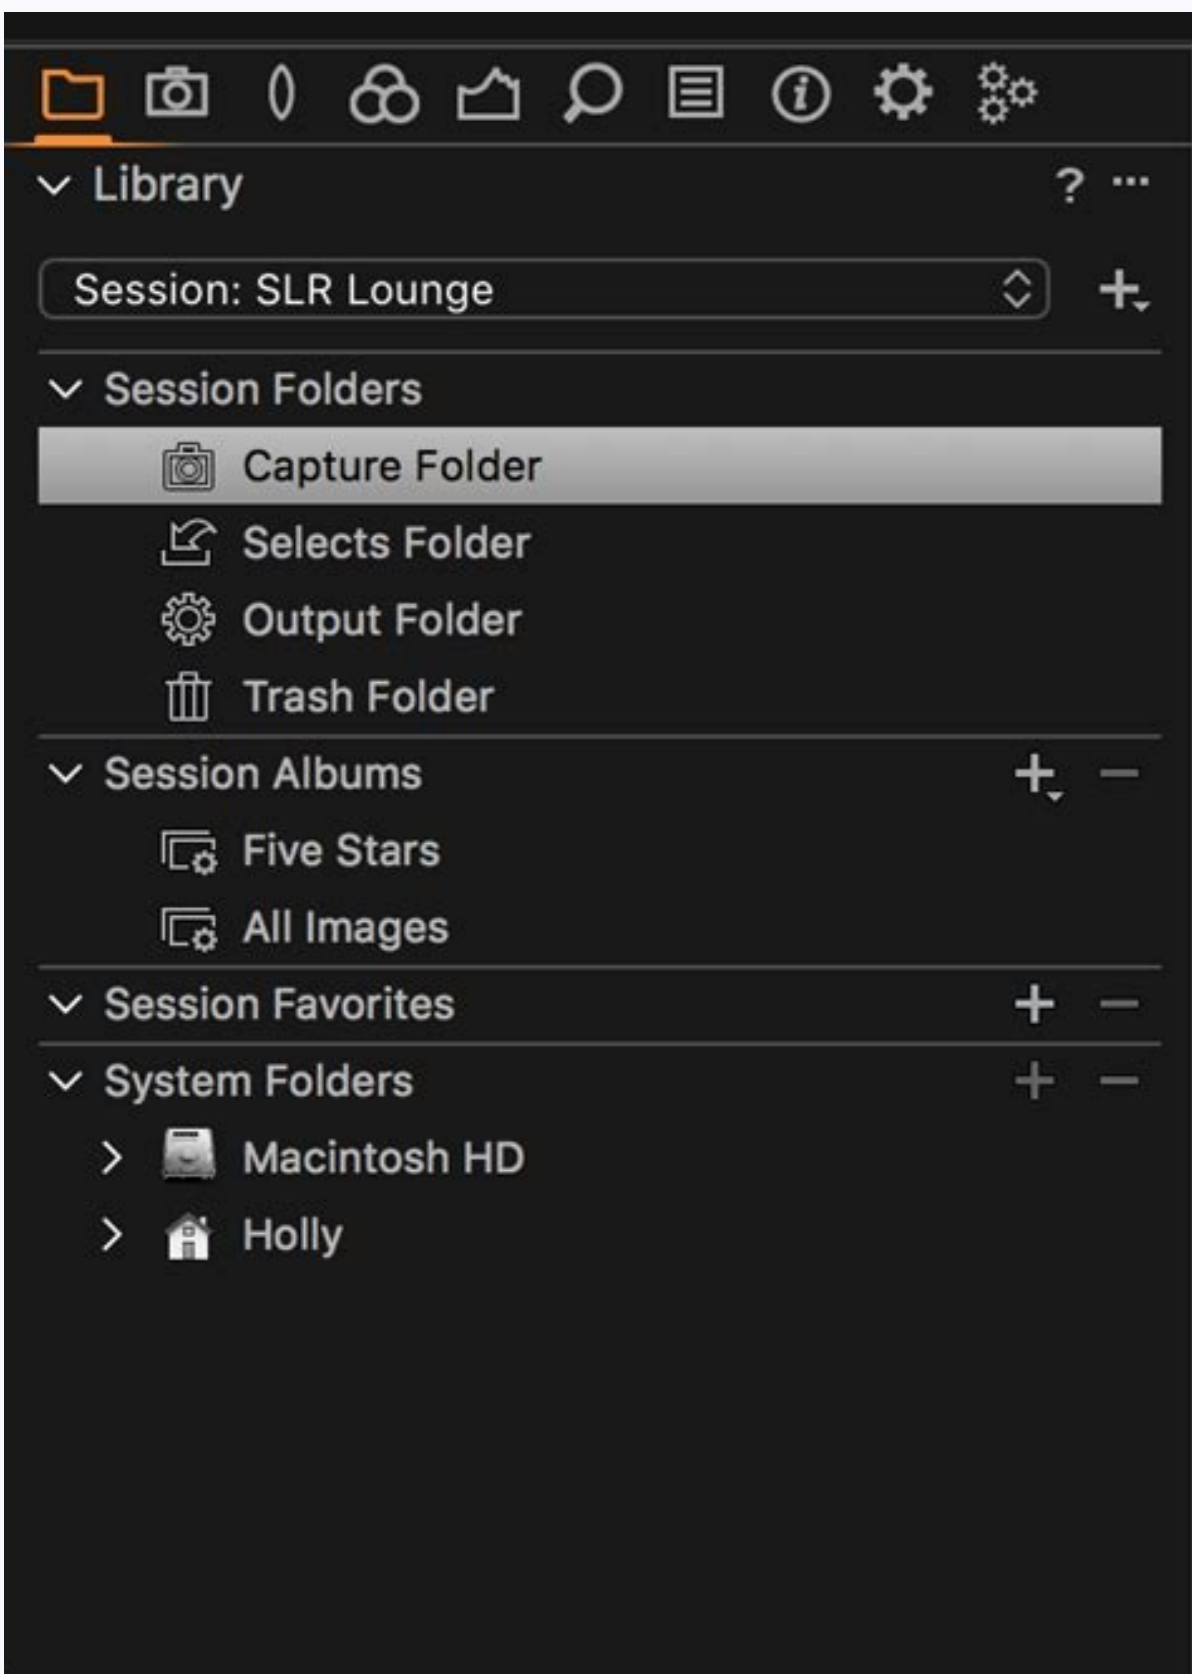 Library ? ...
Session: SLR Lounge
Session Folders
Capture Folder
Selects Folder
Output Folder
Trash Folder
Session Albums
Five Stars
All Images
Session Favorites
System Folders
Macintosh HD
Holly